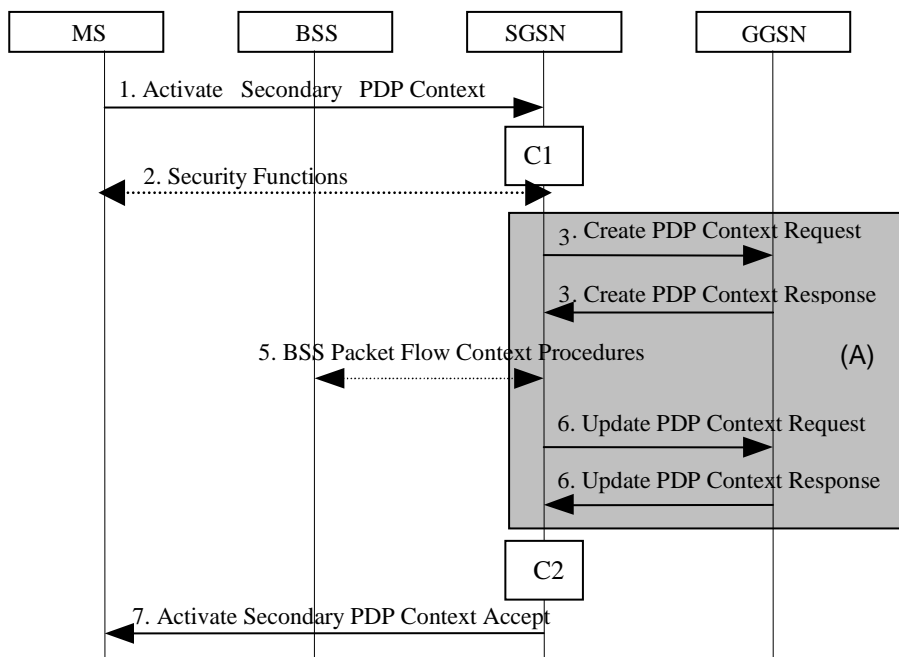 MS BSS SGSN GGSN
1. Activate Secondary PDP Context
C1
2. Security Functions
3. Create PDP Context Request
3. Create PDP Context Response
5. BSS Packet Flow Context Procedures
(A)
6. Update PDP Context Request
6. Update PDP Context Response
C2
7. Activate Secondary PDP Context Accept